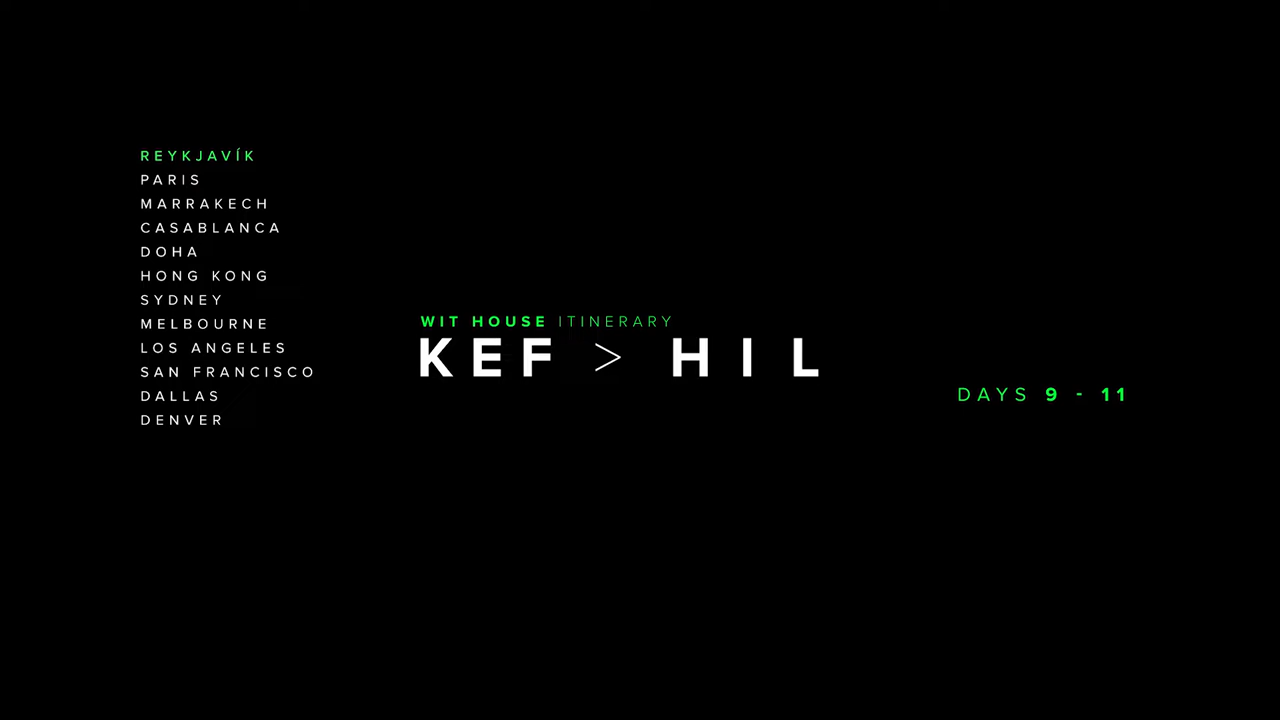 REYKJAVÍK
PARIS
MARRAKECH
CASABLANCA
DOHA
HONG KONG
SYDNEY
MELBOURNE
LOS ANGELES
SAN FRANCISCO
DALLAS
DENVER
WIT HOUSE ITINERARY
KEF > HIL
DAYS 9 - 11